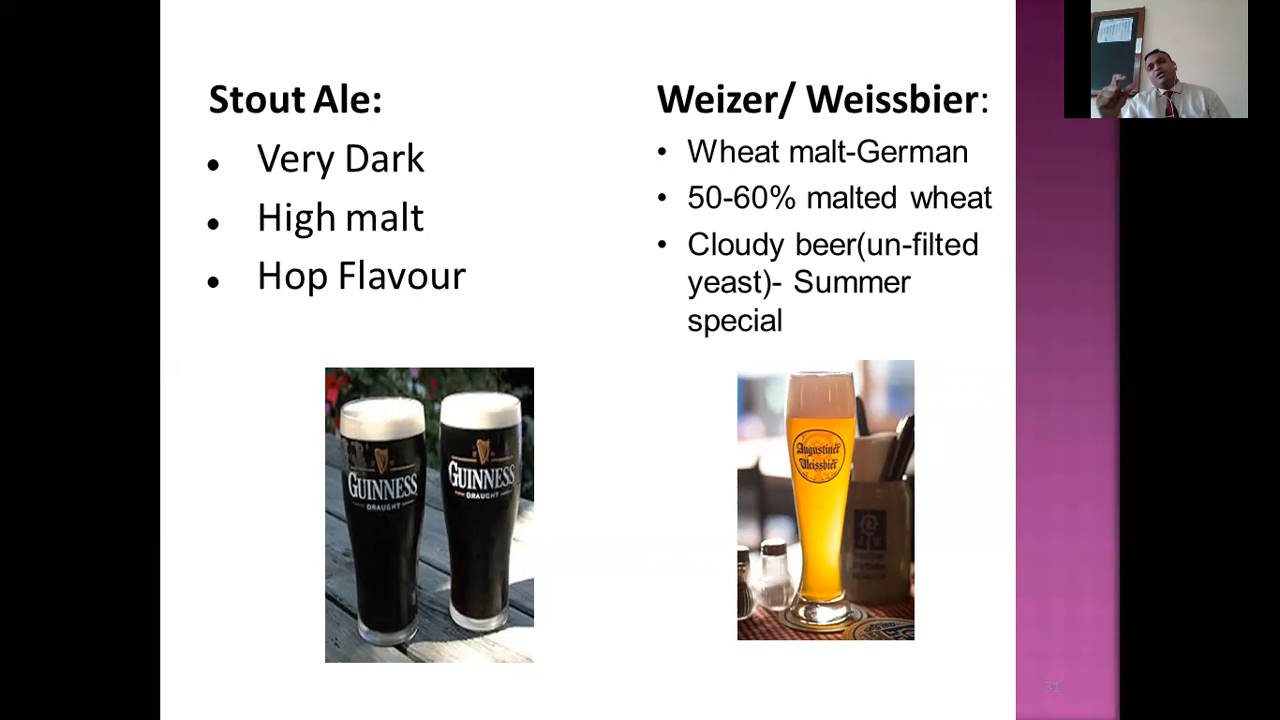 Stout Ale:
• Very Dark
• High malt
• Hop Flavour
GUINNESS
DRAUGHT
GUINNESS
DRAUGHT
Weizer/ Weissbier:
• Wheat malt-German
• 50-60% malted wheat
• Cloudy beer(un-filted
yeast)- Summer
special
Augustiner
Weissbier
31